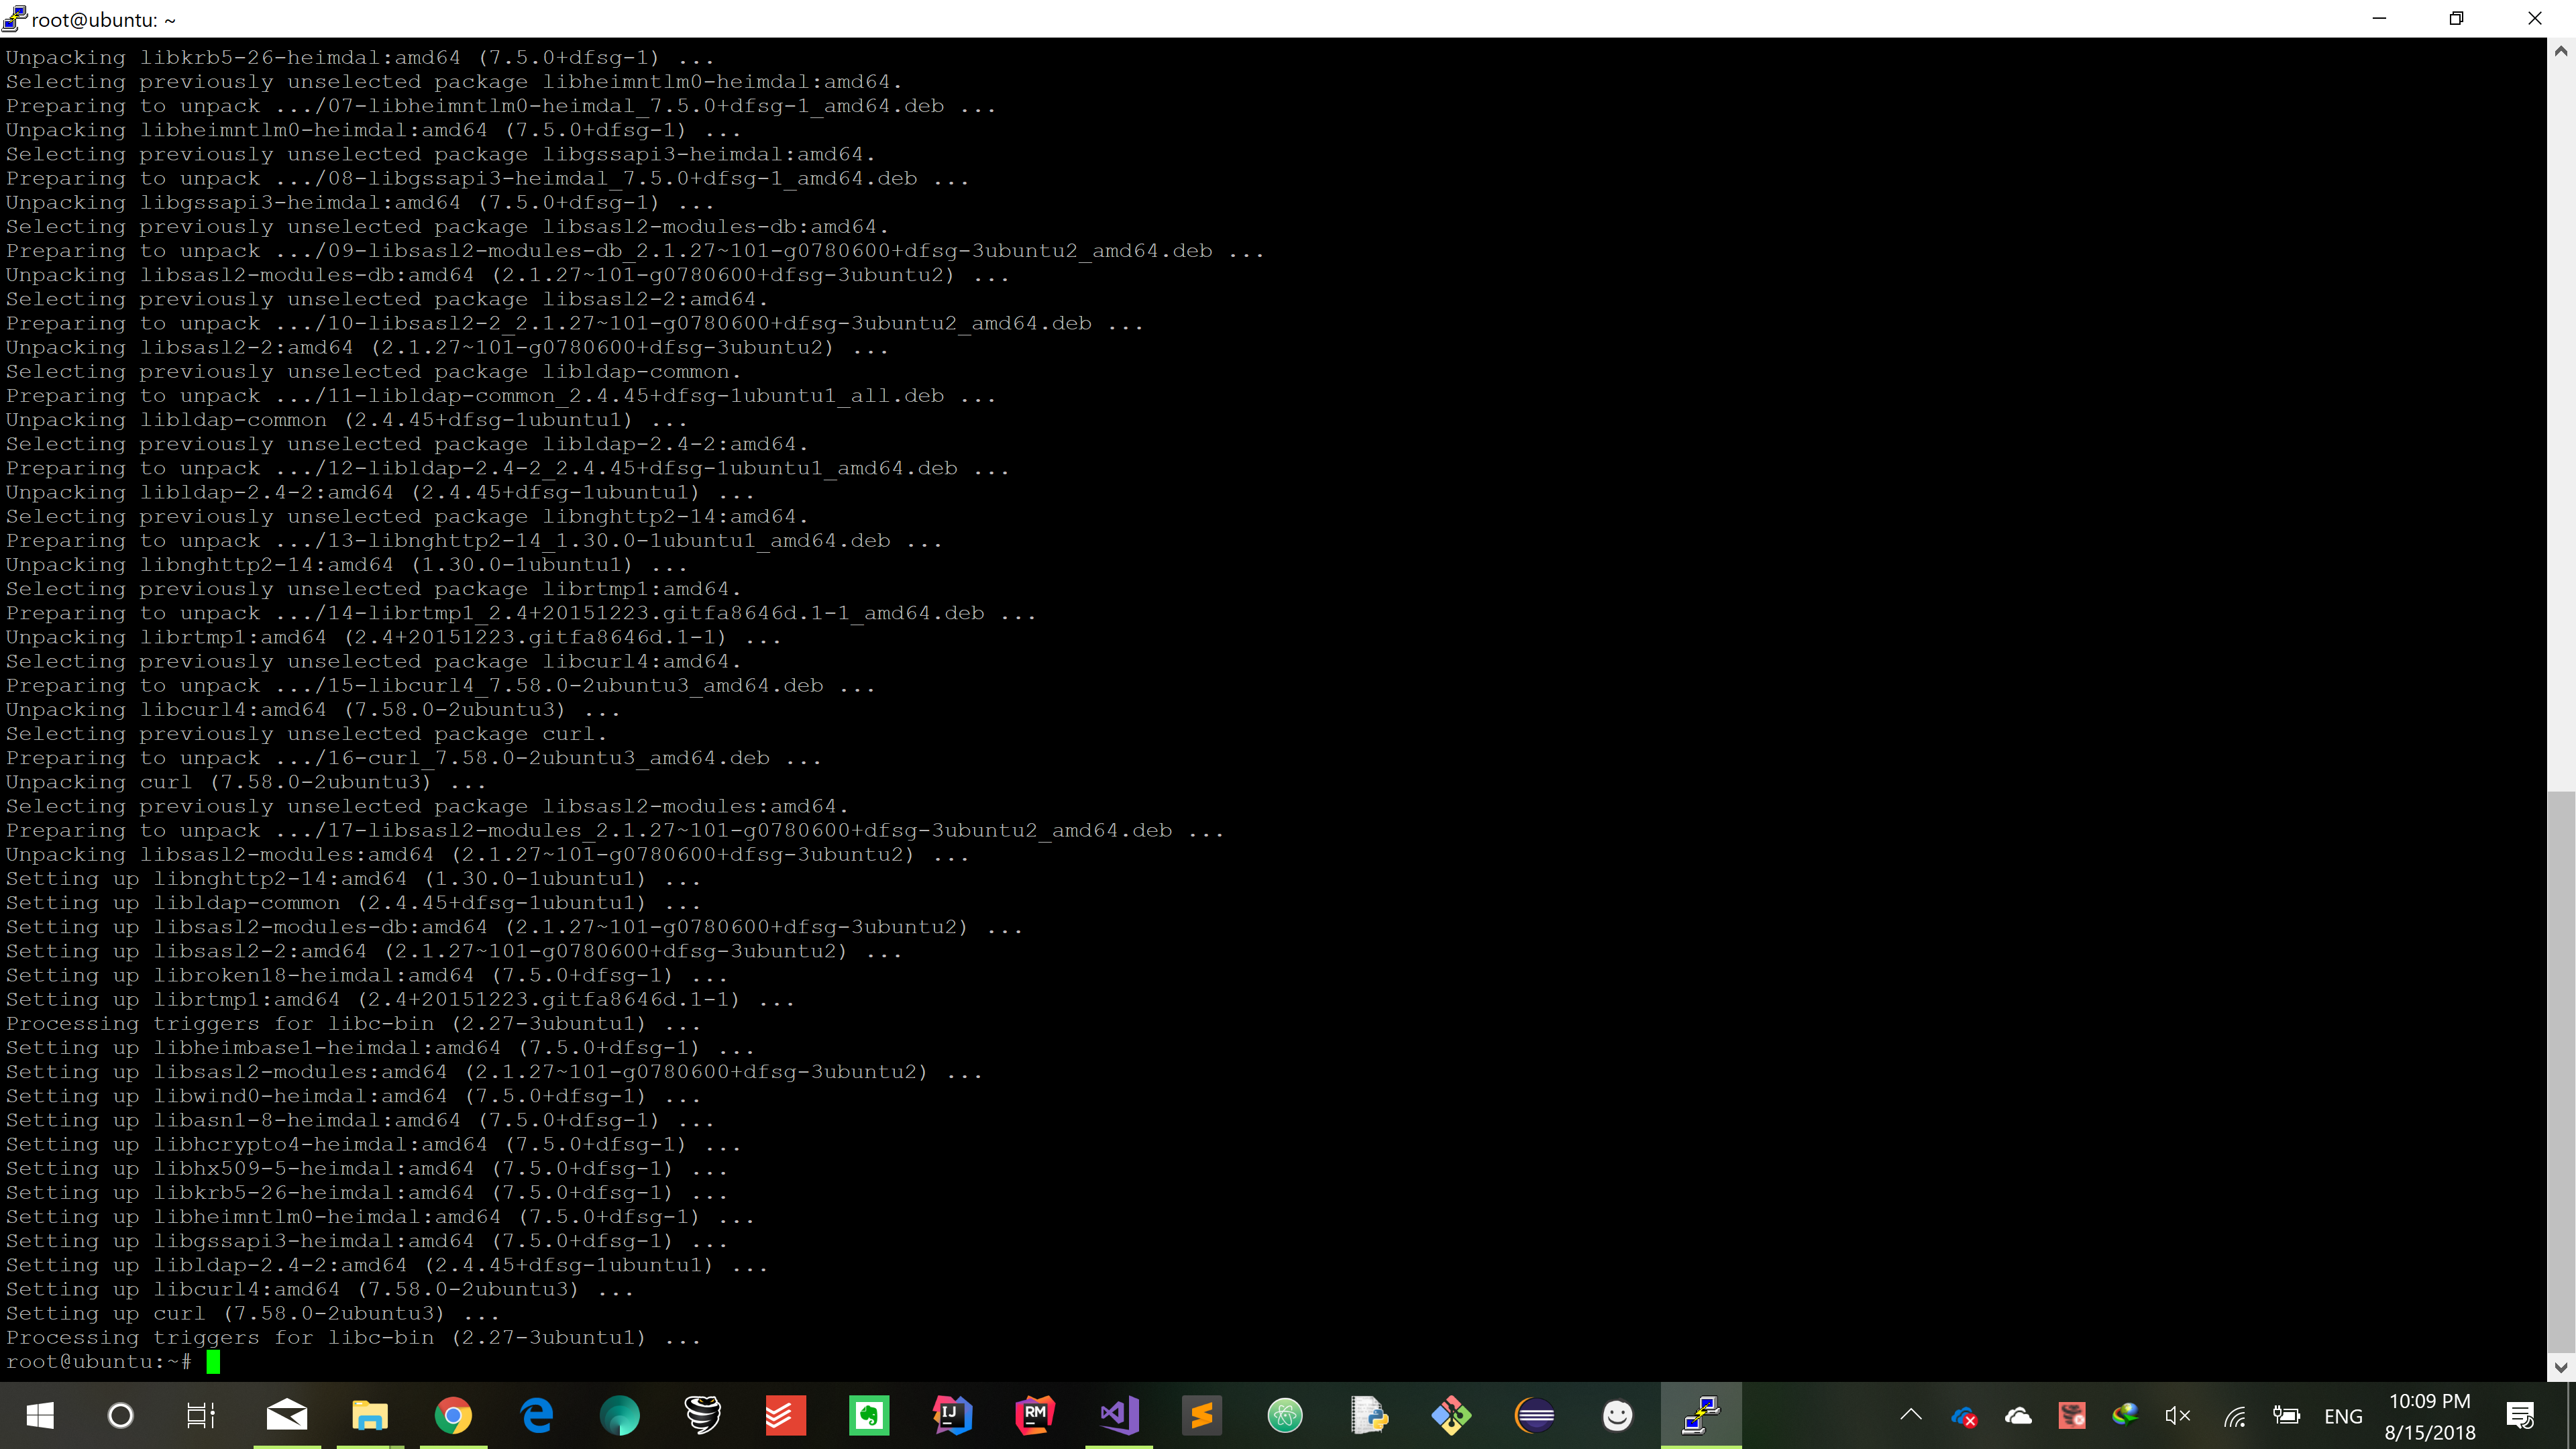 root@ubuntu: ~
Unpacking libkrb5-26-heimdal:amd64 (7.5.0+dfsg-1) ...
Selecting previously unselected package libheimntlm0-heimdal:amd64.
Preparing to unpack .../07-libheimntlm0-heimdal_7.5.0+dfsg-1_amd64.deb ...
Unpacking libheimntlm0-heimdal:amd64 (7.5.0+dfsg-1) ...
Selecting previously unselected package libgssapi3-heimdal:amd64.
Preparing to unpack .../08-libgssapi3-heimdal_7.5.0+dfsg-1_amd64.deb ...
Unpacking libgssapi3-heimdal:amd64 (7.5.0+dfsg-1) ...
Selecting previously unselected package libsasl2-modules-db:amd64.
Preparing to unpack .../09-libsasl2-modules-db_2.1.27~101-g0780600+dfsg-3ubuntu2_amd64.deb ...
Unpacking libsasl2-modules-db:amd64 (2.1.27~101-g0780600+dfsg-3ubuntu2) ...
Selecting previously unselected package libsasl2-2:amd64.
Preparing to unpack .../10-libsasl2-2_2.1.27~101-g0780600+dfsg-3ubuntu2_amd64.deb ...
Unpacking libsasl2-2:amd64 (2.1.27~101-g0780600+dfsg-3ubuntu2) ...
Selecting previously unselected package libldap-common.
Preparing to unpack .../11-libldap-common_2.4.45+dfsg-1ubuntu1_all.deb ...
Unpacking libldap-common (2.4.45+dfsg-1ubuntu1) ...
Selecting previously unselected package libldap-2.4-2:amd64.
Preparing to unpack .../12-libldap-2.4-2_2.4.45+dfsg-1ubuntu1_amd64.deb ...
Unpacking libldap-2.4-2:amd64 (2.4.45+dfsg-1ubuntu1) ...
Selecting previously unselected package libnghttp2-14:amd64.
Preparing to unpack .../13-libnghttp2-14_1.30.0-1ubuntu1_amd64.deb ...
Unpacking libnghttp2-14:amd64 (1.30.0-1ubuntu1) ...
Selecting previously unselected package librtmp1:amd64.
Preparing to unpack .../14-librtmp1_2.4+20151223.gitfa8646d.1-1_amd64.deb ...
Unpacking librtmp1:amd64 (2.4+20151223.gitfa8646d.1-1) ...
Selecting previously unselected package libcurl4:amd64.
Preparing to unpack .../15-libcurl4_7.58.0-2ubuntu3_amd64.deb ...
Unpacking libcurl4:amd64 (7.58.0-2ubuntu3) ...
Selecting previously unselected package curl.
Preparing to unpack .../16-curl_7.58.0-2ubuntu3_amd64.deb ...
Unpacking curl (7.58.0-2ubuntu3) ...
Selecting previously unselected package libsasl2-modules:amd64.
Preparing to unpack .../17-libsasl2-modules_2.1.27~101-g0780600+dfsg-3ubuntu2_amd64.deb ...
Unpacking libsasl2-modules:amd64 (2.1.27~101-g0780600+dfsg-3ubuntu2) ...
Setting up libnghttp2-14:amd64 (1.30.0-1ubuntu1) ...
Setting up libldap-common (2.4.45+dfsg-1ubuntu1) ...
Setting up libsasl2-modules-db:amd64 (2.1.27~101-g0780600+dfsg-3ubuntu2) ...
Setting up libsasl2-2:amd64 (2.1.27~101-g0780600+dfsg-3ubuntu2) ...
Setting up libroken18-heimdal:amd64 (7.5.0+dfsg-1) ...
Setting up librtmp1:amd64 (2.4+20151223.gitfa8646d.1-1) ...
Processing triggers for libc-bin (2.27-3ubuntu1) ...
Setting up libheimbase1-heimdal:amd64 (7.5.0+dfsg-1) ...
Setting up libsasl2-modules:amd64 (2.1.27~101-g0780600+dfsg-3ubuntu2) ...
Setting up libwind0-heimdal:amd64 (7.5.0+dfsg-1) ...
Setting up libasn1-8-heimdal:amd64 (7.5.0+dfsg-1) ...
Setting up libhcrypto4-heimdal:amd64 (7.5.0+dfsg-1) ...
Setting up libhx509-5-heimdal:amd64 (7.5.0+dfsg-1) ...
Setting up libkrb5-26-heimdal:amd64 (7.5.0+dfsg-1) ...
Setting up libheimntlm0-heimdal:amd64 (7.5.0+dfsg-1) ...
Setting up libgssapi3-heimdal:amd64 (7.5.0+dfsg-1) ...
Setting up libldap-2.4-2:amd64 (2.4.45+dfsg-1ubuntu1) ...
Setting up libcurl4:amd64 (7.58.0-2ubuntu3) ...
Setting up curl (7.58.0-2ubuntu3) ...
Processing triggers for libc-bin (2.27-3ubuntu1) ...
root@ubuntu:~#
IJ
RM
ENG
10:09 PM
8/15/2018